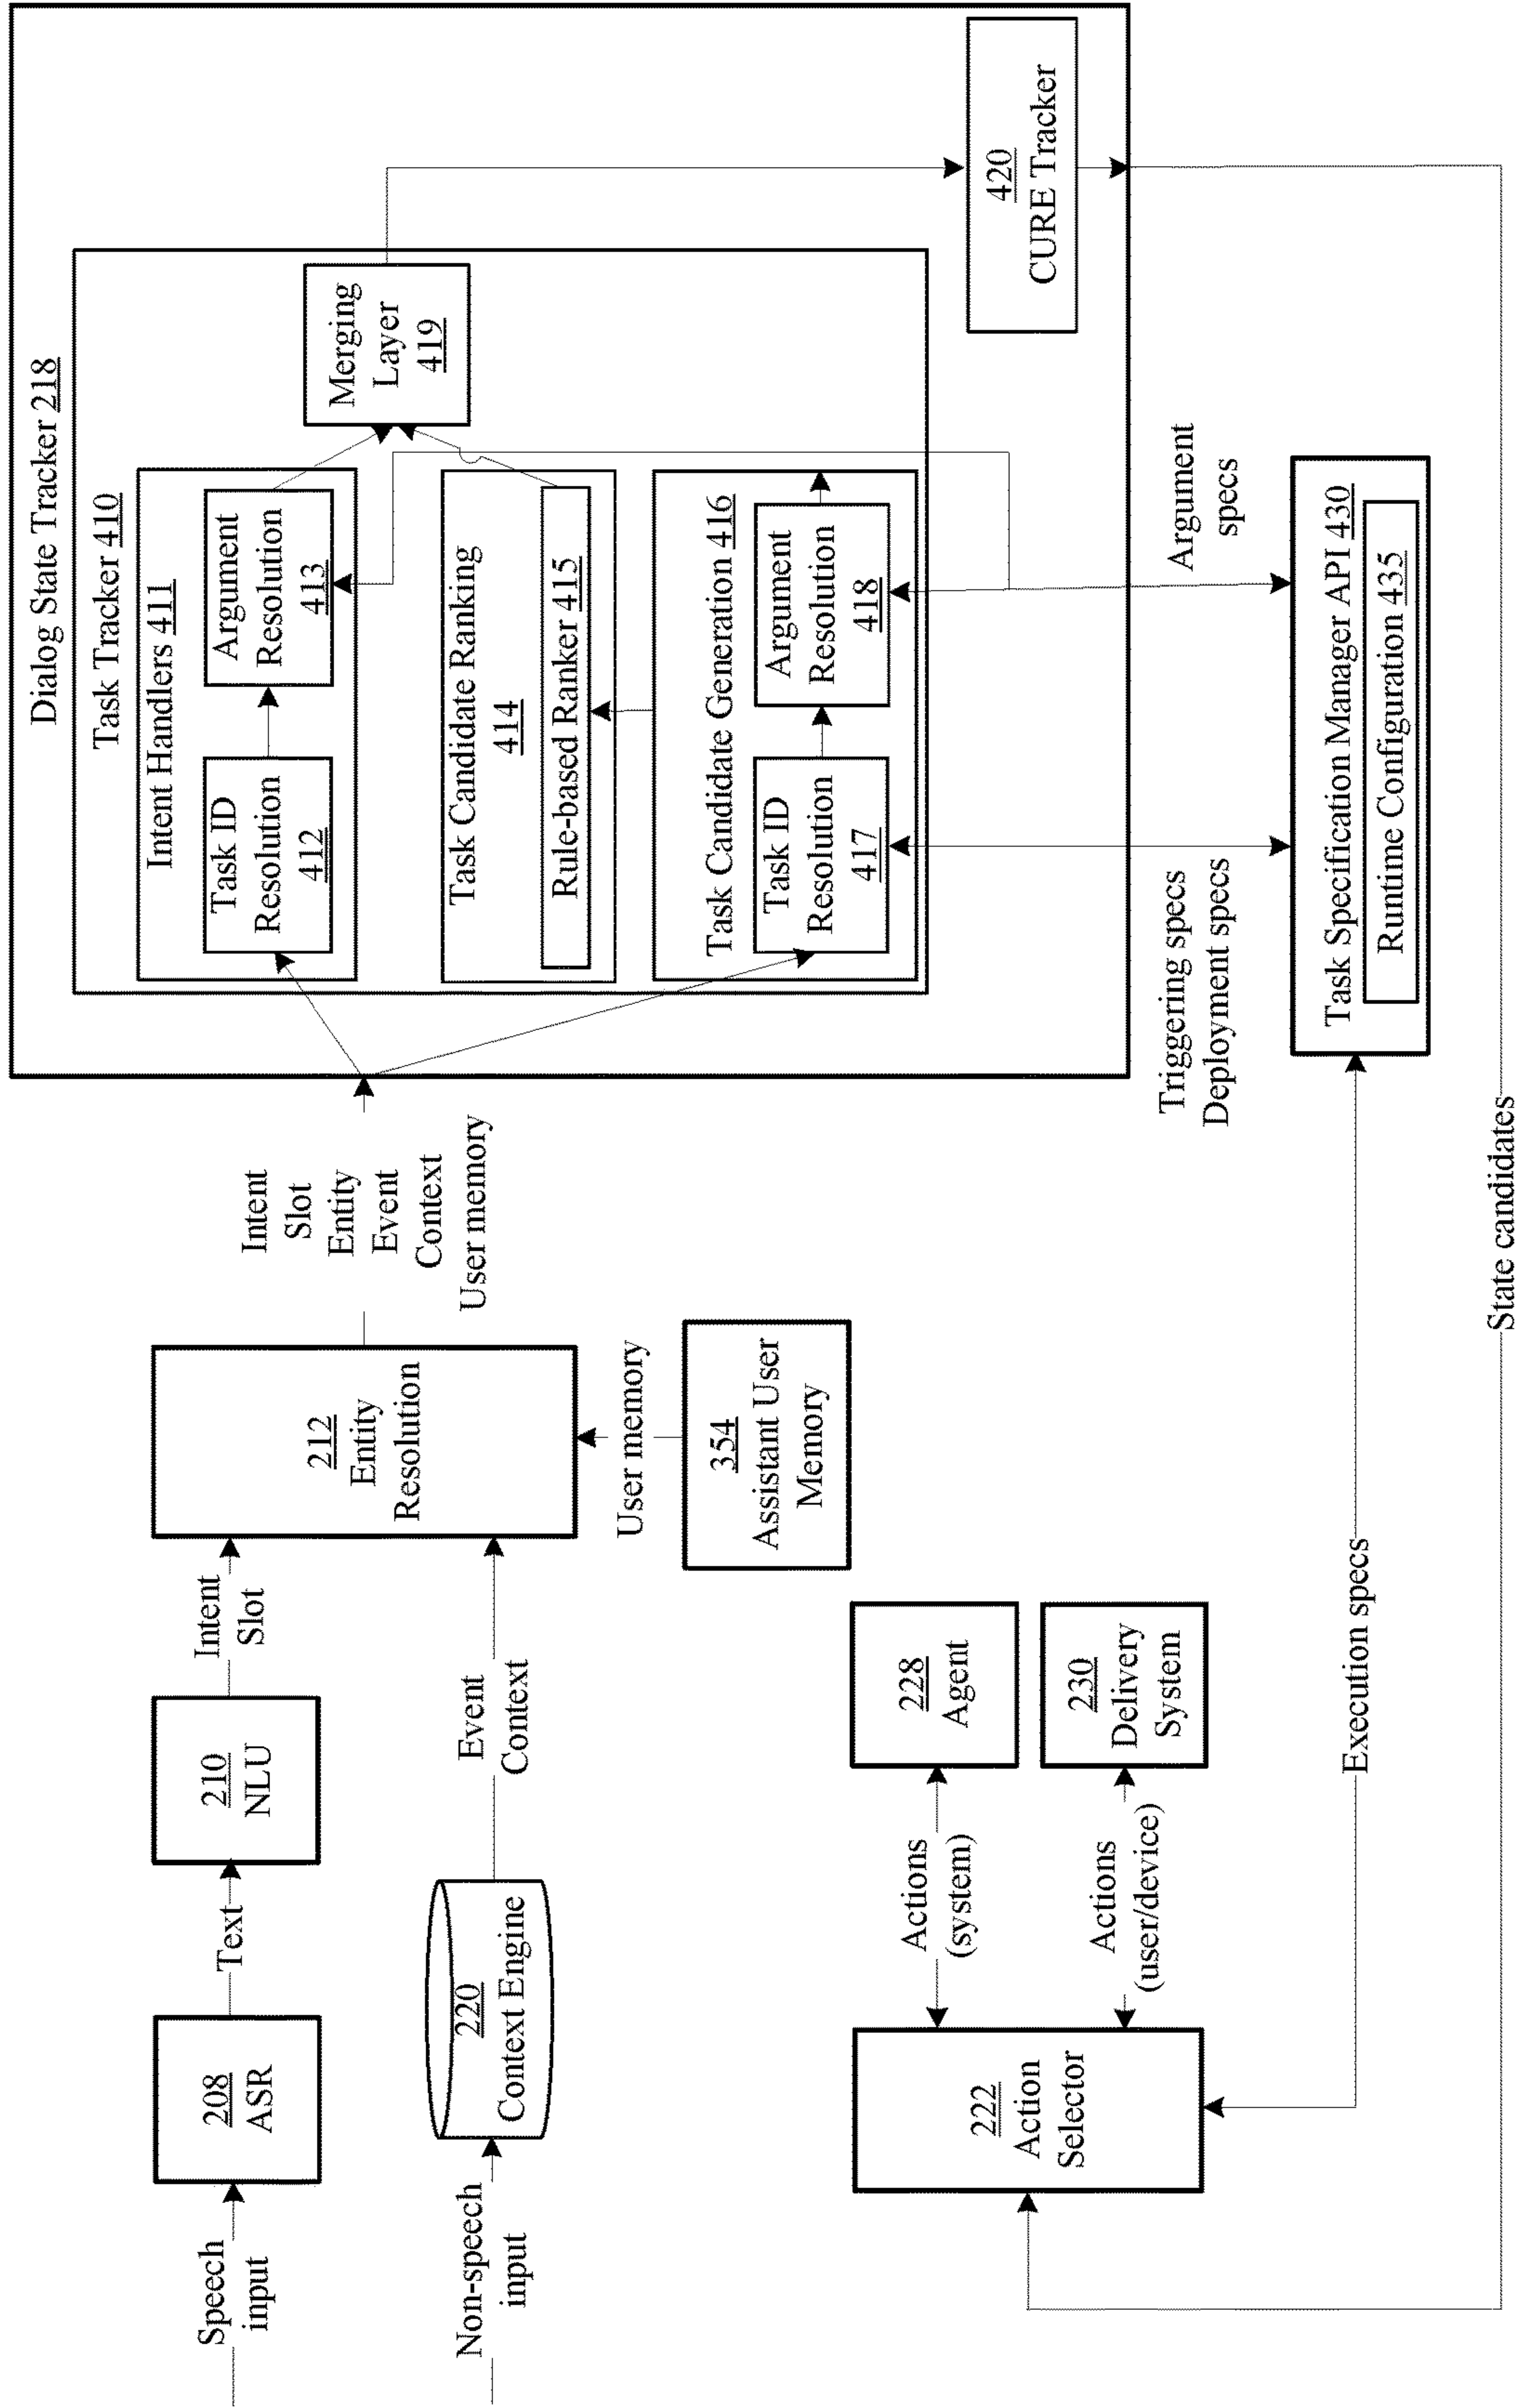 Speech
input
208
ASR
Text
210
NLU
Intent
Slot
Non-speech
input
220
Context Engine
Event
Context
212
Entity
Resolution
User memory
354
Assistant User
Memory
Intent
Slot
Entity
Event
Context
User memory
Dialog State Tracker 218
Task Tracker 410
Intent Handlers 411
Task ID
Resolution
412
Argument
Resolution
413
Task Candidate Ranking
414
Rule-based Ranker 415
Task Candidate Generation 416
Task ID
Resolution
417
Argument
Resolution
418
Merging
Layer
419
420
CURE Tracker
Triggering specs
Deployment specs
Argument
specs
Task Specification Manager API 430
Runtime Configuration 435
222
Action
Selector
Actions
(system)
228
Agent
Actions
(user/device)
230
Delivery
System
Execution specs
State candidates